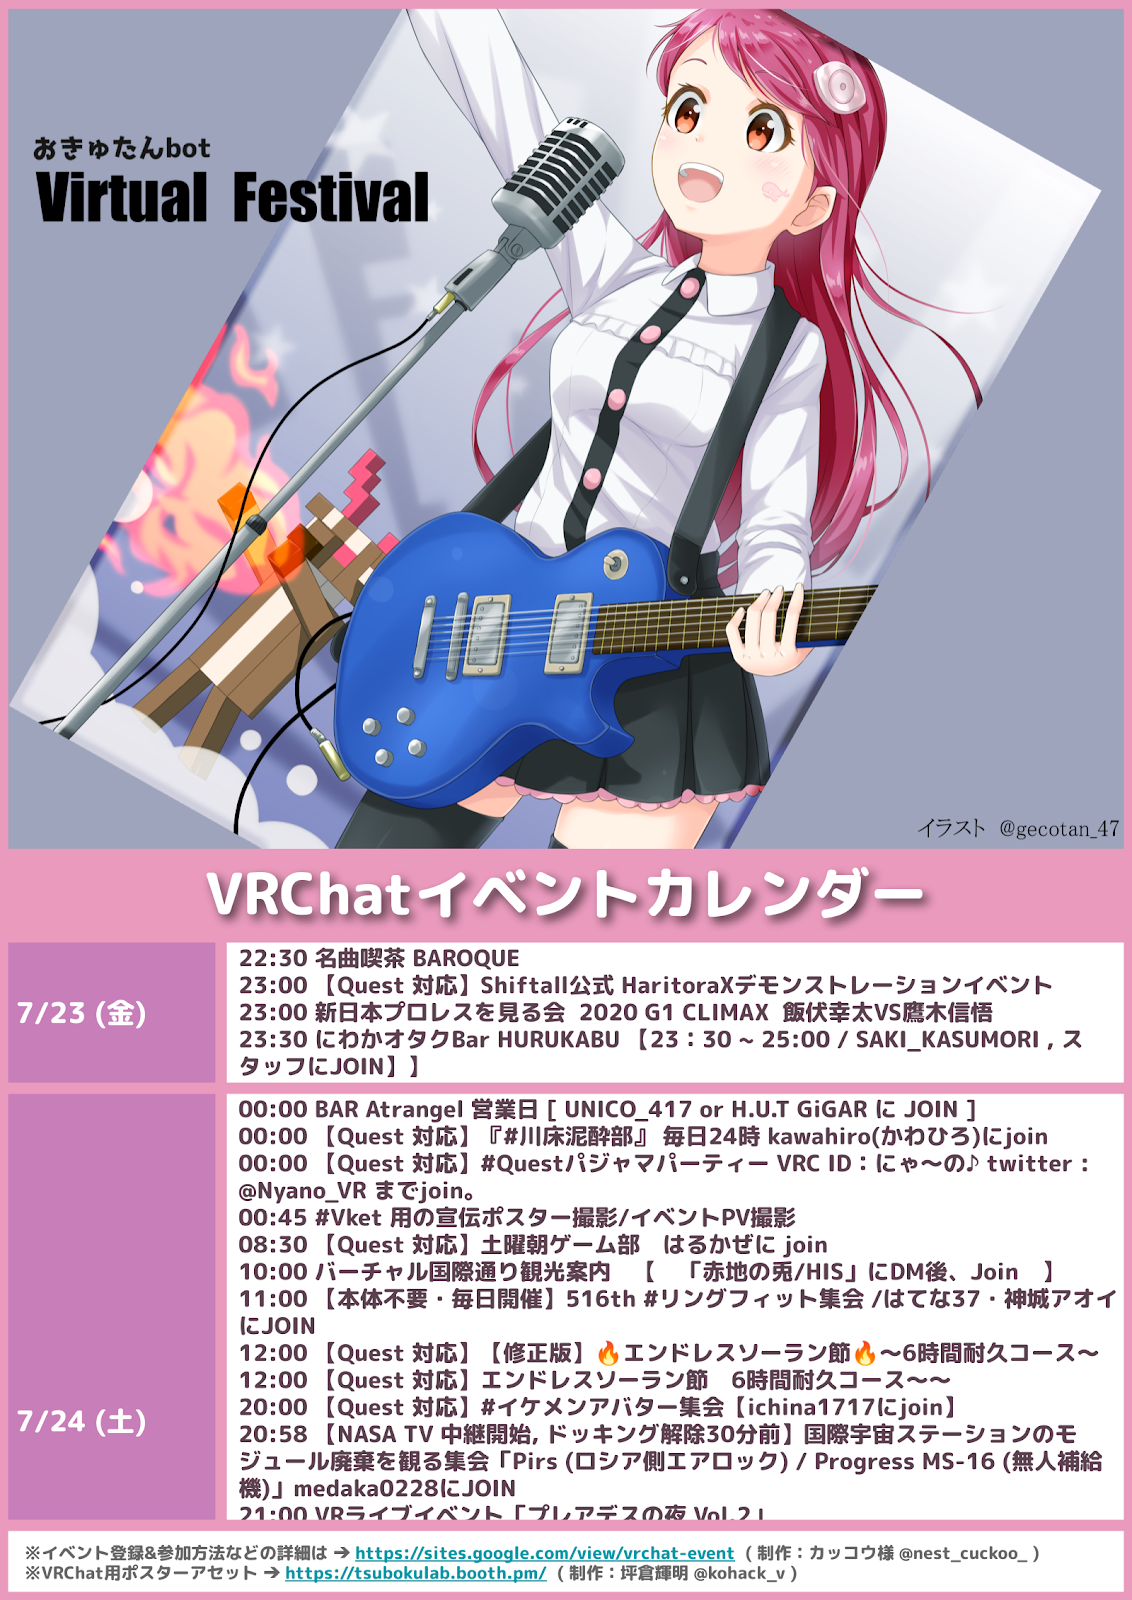 おきゅたんbot
Virtual Festival
イラスト @gecotan_47
VRChatイベントカレンダー
7/23 (金)
22:30 名曲喫茶 BAROQUE
23:00 【Quest 対応】Shiftall公式 HaritoraXデモンストレーションイベント
23:00 新日本プロレスを見る会 2020 G1 CLIMAX 飯伏幸太VS鷹木信悟
23:30 にわかオタクBar HURUKABU 【23：30 ~ 25:00 / SAKI_KASUMORI , ス
タッフにJOIN】】
7/24 (土)
00:00 BAR Atrangel 営業日 [ UNICO_417 or H.U.T GiGAR に JOIN ]
00:00 【Quest 対応】『#川床泥酔部』 毎日24時 kawahiro(かわひろ)にjoin
00:00 【Quest 対応】#Questパジャマパーティー VRC ID：にゃ～の♪ twitter：
@Nyano_VR までjoin。
00:45 #Vket 用の宣伝ポスター撮影/イベントPV撮影
08:30 【Quest 対応】土曜朝ゲーム部　はるかぜに join
10:00 バーチャル国際通り観光案内　【　「赤地の兎/HIS」にDM後、Join　】
11:00 【本体不要・毎日開催】516th #リングフィット集会 /はてな37・神城アオイ
にJOIN
12:00 【Quest 対応】【修正版】🔥エンドレスソーラン節🔥～6時間耐久コース～
12:00 【Quest 対応】エンドレスソーラン節　6時間耐久コース～～
20:00 【Quest 対応】#イケメンアバター集会【ichina1717にjoin】
20:58 【NASA TV 中継開始, ドッキング解除30分前】国際宇宙ステーションのモ
ジュール廃棄を観る集会「Pirs (ロシア側エアロック) / Progress MS-16 (無人補給
機)」medaka0228にJOIN
21:00 VRライブイベント「プレアデスの夜 Vol.2」
※イベント登録&参加方法などの詳細は → https://sites.google.com/view/vrchat-event ( 制作：カッコウ様 @nest_cuckoo_ )
※VRChat用ポスターアセット → https://tsubokulab.booth.pm/ ( 制作：坪倉輝明 @kohack_v )